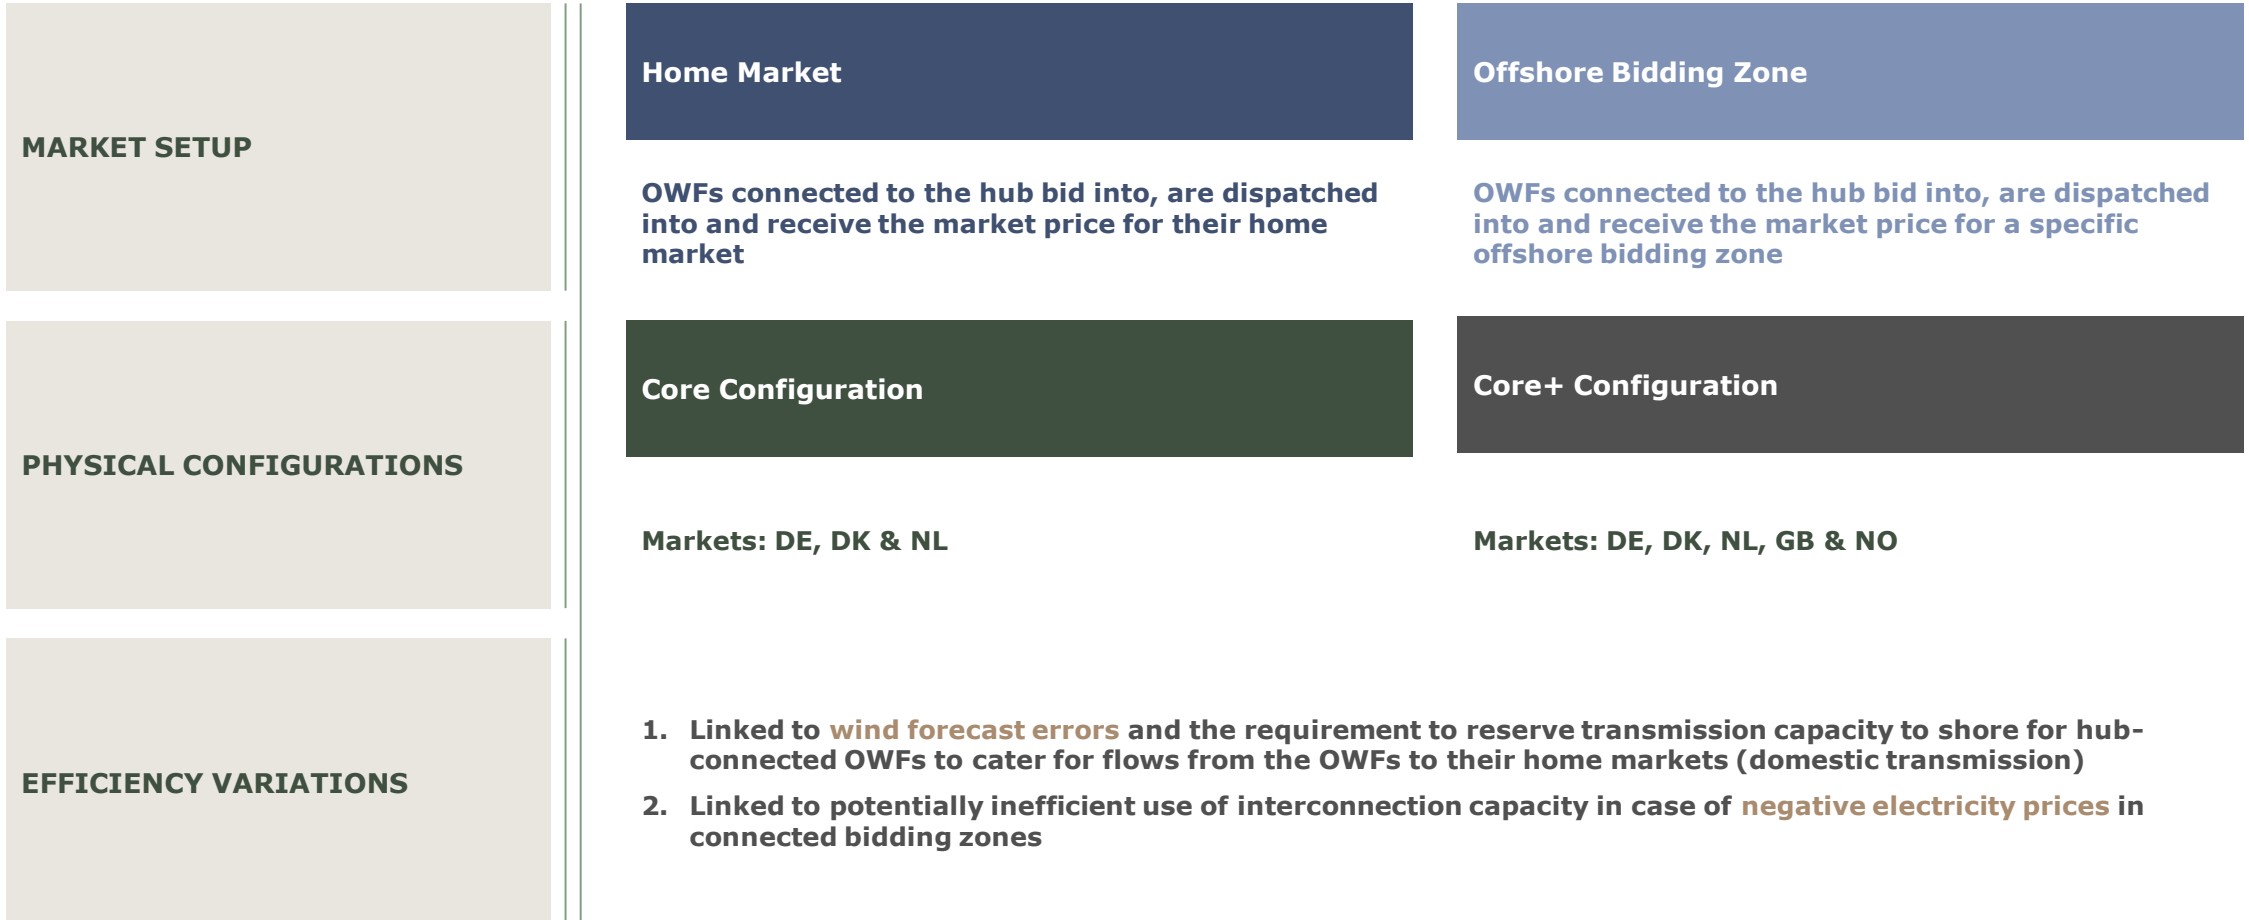 MARKET SETUP
Home Market
OWFs connected to the hub bid into, are dispatched
into and receive the market price for their home
market
Offshore Bidding Zone
OWFs connected to the hub bid into, are dispatched
into and receive the market price for a specific
offshore bidding zone
PHYSICAL CONFIGURATIONS
Core Configuration
Markets: DE, DK & NL
Core+ Configuration
Markets: DE, DK, NL, GB & NO
EFFICIENCY VARIATIONS
1. Linked to wind forecast errors and the requirement to reserve transmission capacity to shore for hub-
connected OWFs to cater for flows from the OWFs to their home markets (domestic transmission)
2. Linked to potentially inefficient use of interconnection capacity in case of negative electricity prices in
connected bidding zones